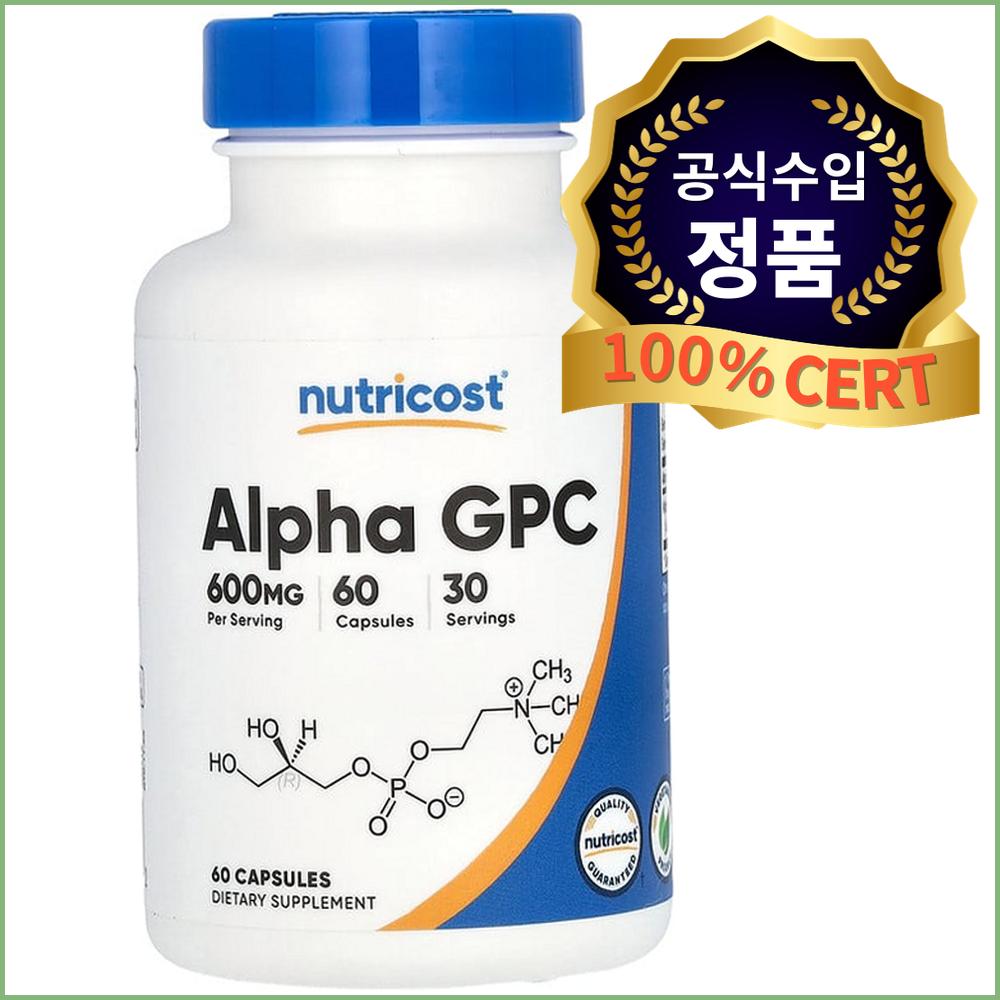 공식수입
정품
100% CERT
nutricost®
Alpha GPC
600MG
Per Serving
60
Capsules
30
Servings
CH₃
N⊕
CH
CH
HO
H
HO
(R)
O
P
O
O
O⊖
QUALITY
nutricost
GUARANTEED
60 CAPSULES
DIETARY SUPPLEMENT